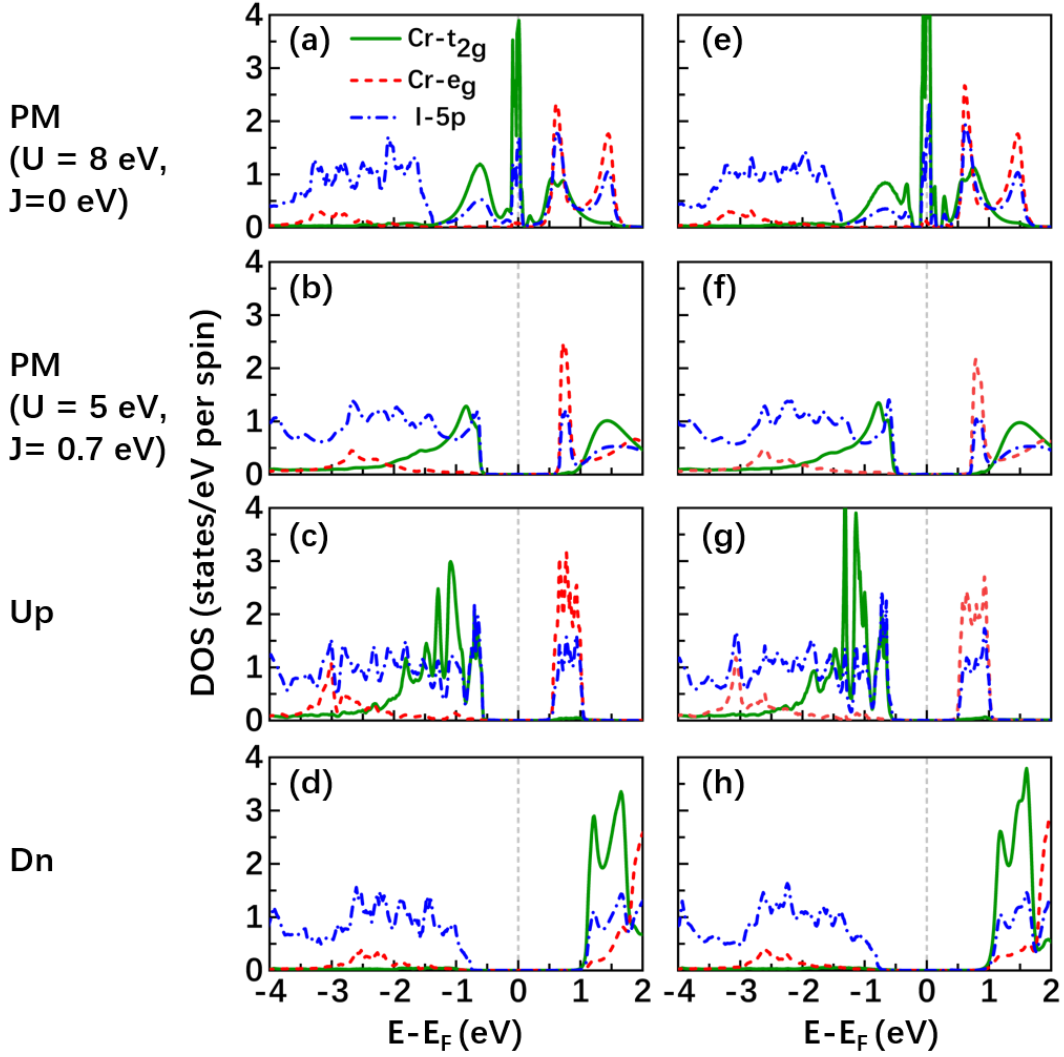 PM
(U = 8 eV,
J=0 eV)
4
3
2
1
0
(a)
Cr-t2g
Cr-eg
I-5p
(e)
PM
(U = 5 eV,
J= 0.7 eV)
4
3
2
1
0
(b)
(f)
DOS (states/eV per spin)
Up
4
3
2
1
0
(c)
(g)
Dn
4
3
2
1
0
(d)
(h)
-4 -3 -2 -1 0 1 2 -4 -3 -2 -1 0 1 2
E-EF (eV) E-EF (eV)